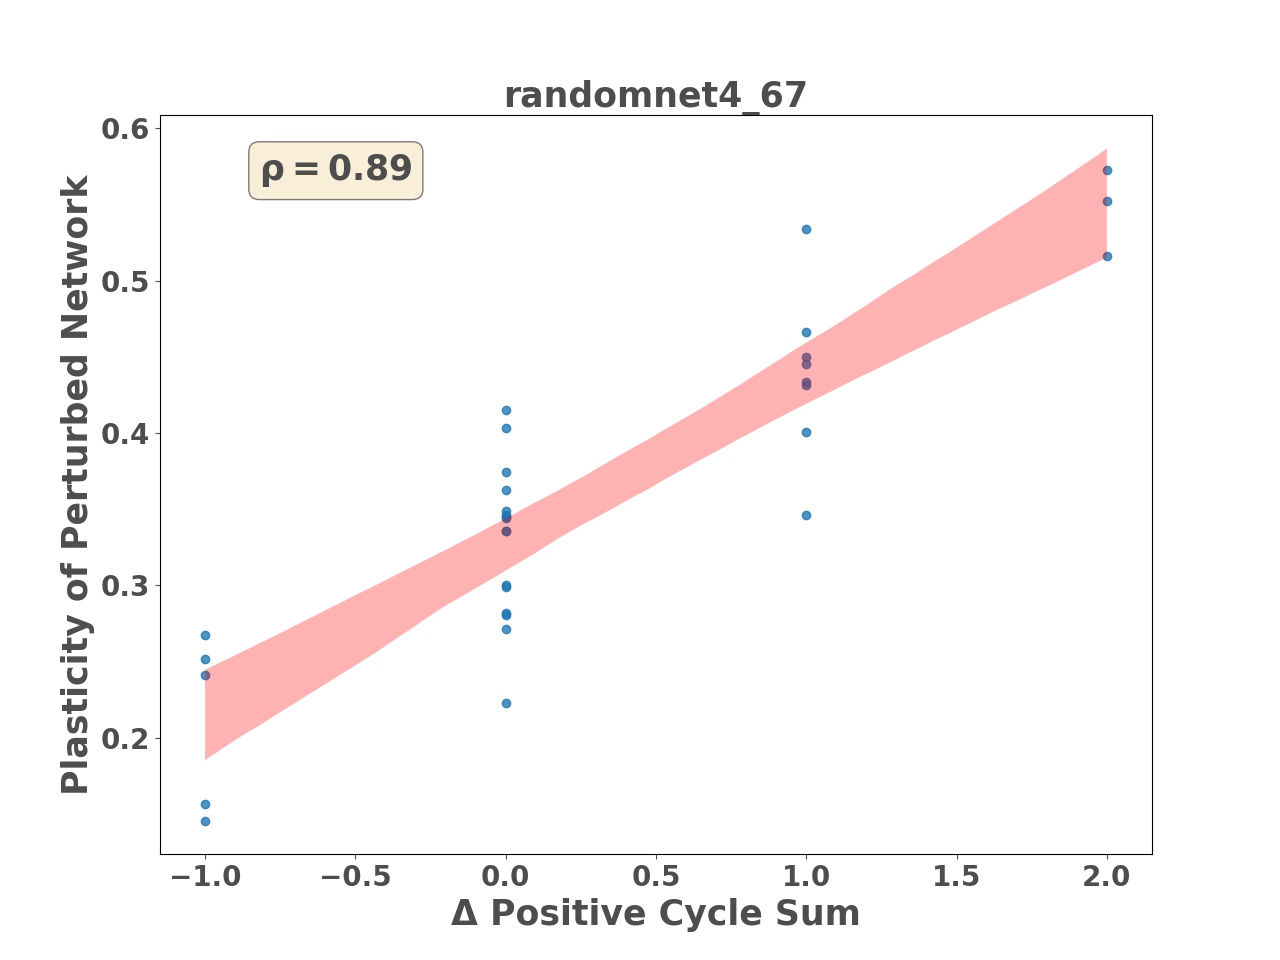 randomnet4_67
ρ = 0.89
Plasticity of Perturbed Network
0.6
0.5
0.4
0.3
0.2
−1.0 −0.5 0.0 0.5 1.0 1.5 2.0
Δ Positive Cycle Sum